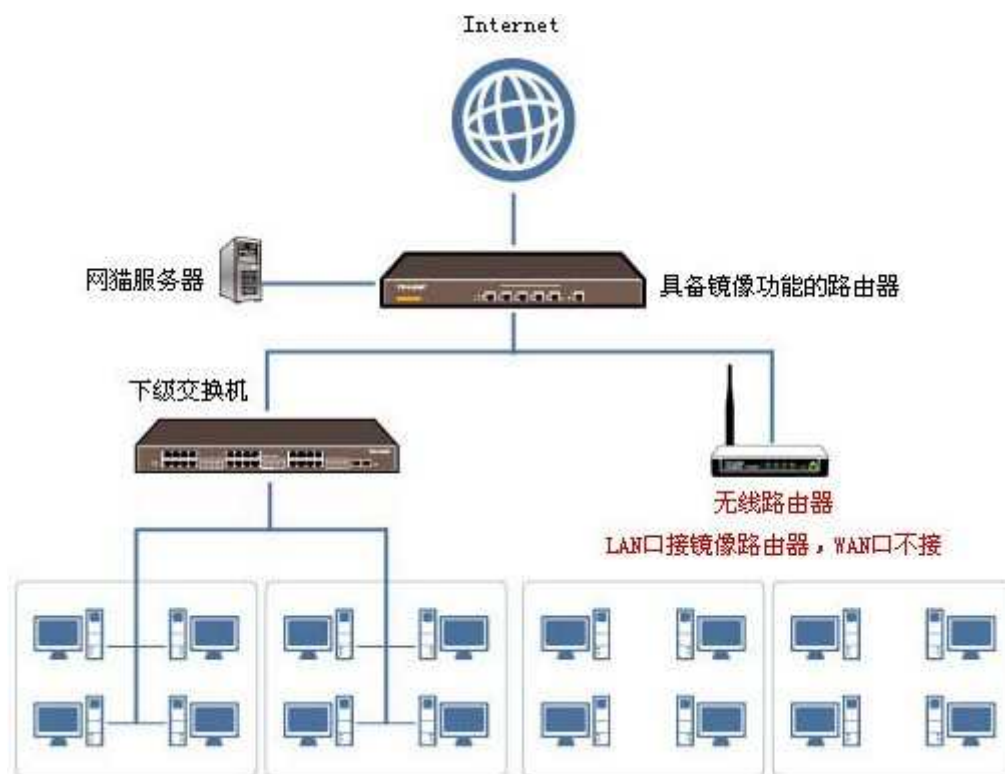 Internet
网猫服务器
具备镜像功能的路由器
下级交换机
无线路由器
LAN口接镜像路由器，WAN口不接